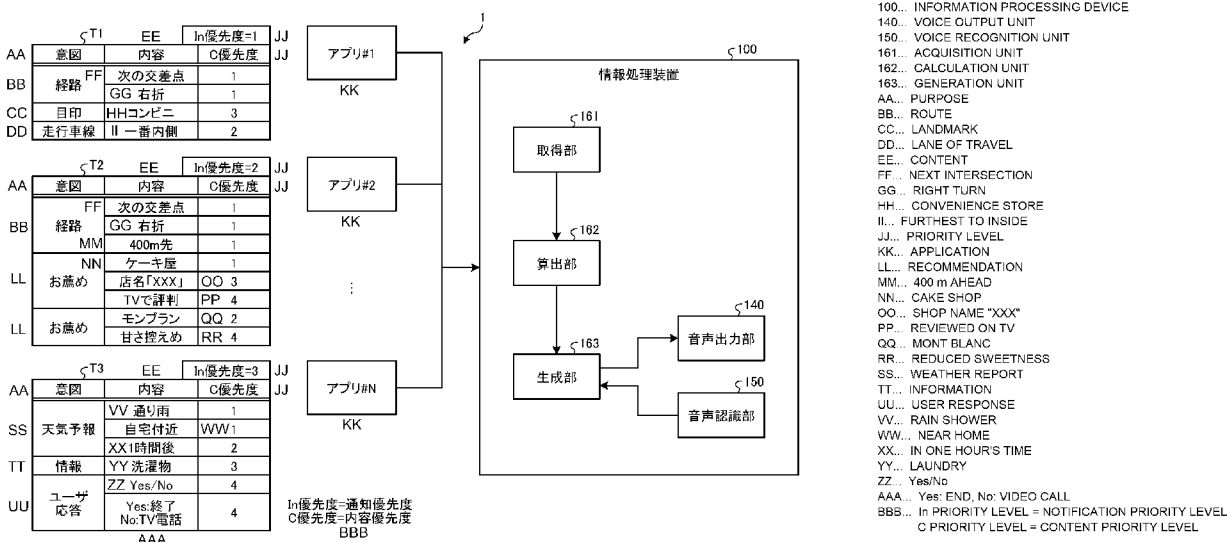 T1 EE In優先度=1 JJ
AA 意図 内容 C優先度 JJ
BB 経路 FF 次の交差点 1
GG 右折 1
CC 目印 HHコンビニ 3
DD 走行車線 II 一番内側 2
アプリ#1
KK
T2 EE In優先度=2 JJ
AA 意図 内容 C優先度 JJ
BB 経路 FF 次の交差点 1
GG 右折 1
MM 400m先 1
LL お薦め NN ケーキ屋 1
店名「XXX」 OO 3
TVで評判 PP 4
LL お薦め モンブラン QQ 2
甘さ控えめ RR 4
アプリ#2
KK
⋮
T3 EE In優先度=3 JJ
AA 意図 内容 C優先度 JJ
SS 天気予報 VV 通り雨 1
自宅付近 WW1
XX1時間後 2
TT 情報 YY 洗濯物 3
UU ユーザ応答 ZZ Yes/No 4
Yes:終了
No:TV電話 4
AAA
アプリ#N
KK
In優先度=通知優先度
C優先度=内容優先度
BBB
1
100
情報処理装置
161
取得部
162
算出部
163
生成部
140
音声出力部
150
音声認識部
100... INFORMATION PROCESSING DEVICE
140... VOICE OUTPUT UNIT
150... VOICE RECOGNITION UNIT
161... ACQUISITION UNIT
162... CALCULATION UNIT
163... GENERATION UNIT
AA... PURPOSE
BB... ROUTE
CC... LANDMARK
DD... LANE OF TRAVEL
EE... CONTENT
FF... NEXT INTERSECTION
GG... RIGHT TURN
HH... CONVENIENCE STORE
II... FURTHEST TO INSIDE
JJ... PRIORITY LEVEL
KK... APPLICATION
LL... RECOMMENDATION
MM... 400 m AHEAD
NN... CAKE SHOP
OO... SHOP NAME "XXX"
PP... REVIEWED ON TV
QQ... MONT BLANC
RR... REDUCED SWEETNESS
SS... WEATHER REPORT
TT... INFORMATION
UU... USER RESPONSE
VV... RAIN SHOWER
WW... NEAR HOME
XX... IN ONE HOUR'S TIME
YY... LAUNDRY
ZZ... Yes/No
AAA... Yes: END, No: VIDEO CALL
BBB... In PRIORITY LEVEL = NOTIFICATION PRIORITY LEVEL
C PRIORITY LEVEL = CONTENT PRIORITY LEVEL